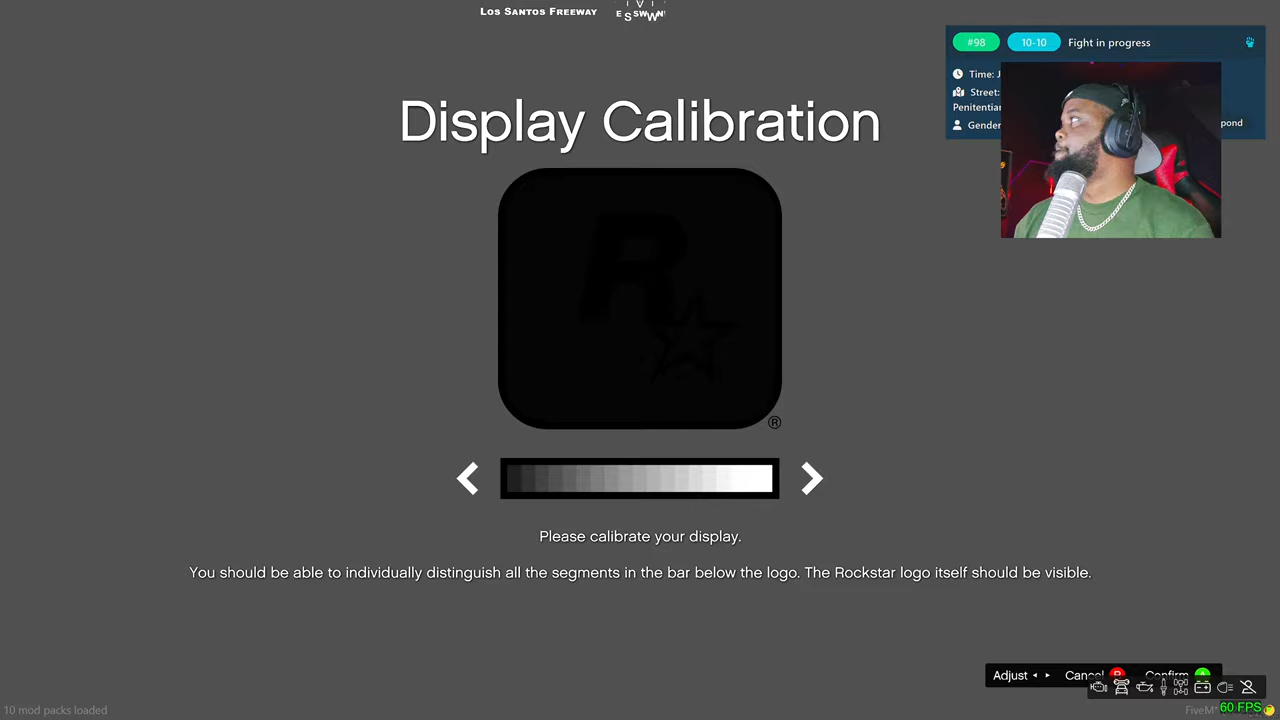 Los Santos Freeway
#98 10-10 Fight in progress
Time:
Street:
Gender
pond
Display Calibration
R
®
Please calibrate your display.
You should be able to individually distinguish all the segments in the bar below the logo. The Rockstar logo itself should be visible.
Adjust Cancel Confirm
10 mod packs loaded
FiveM
60 FPS